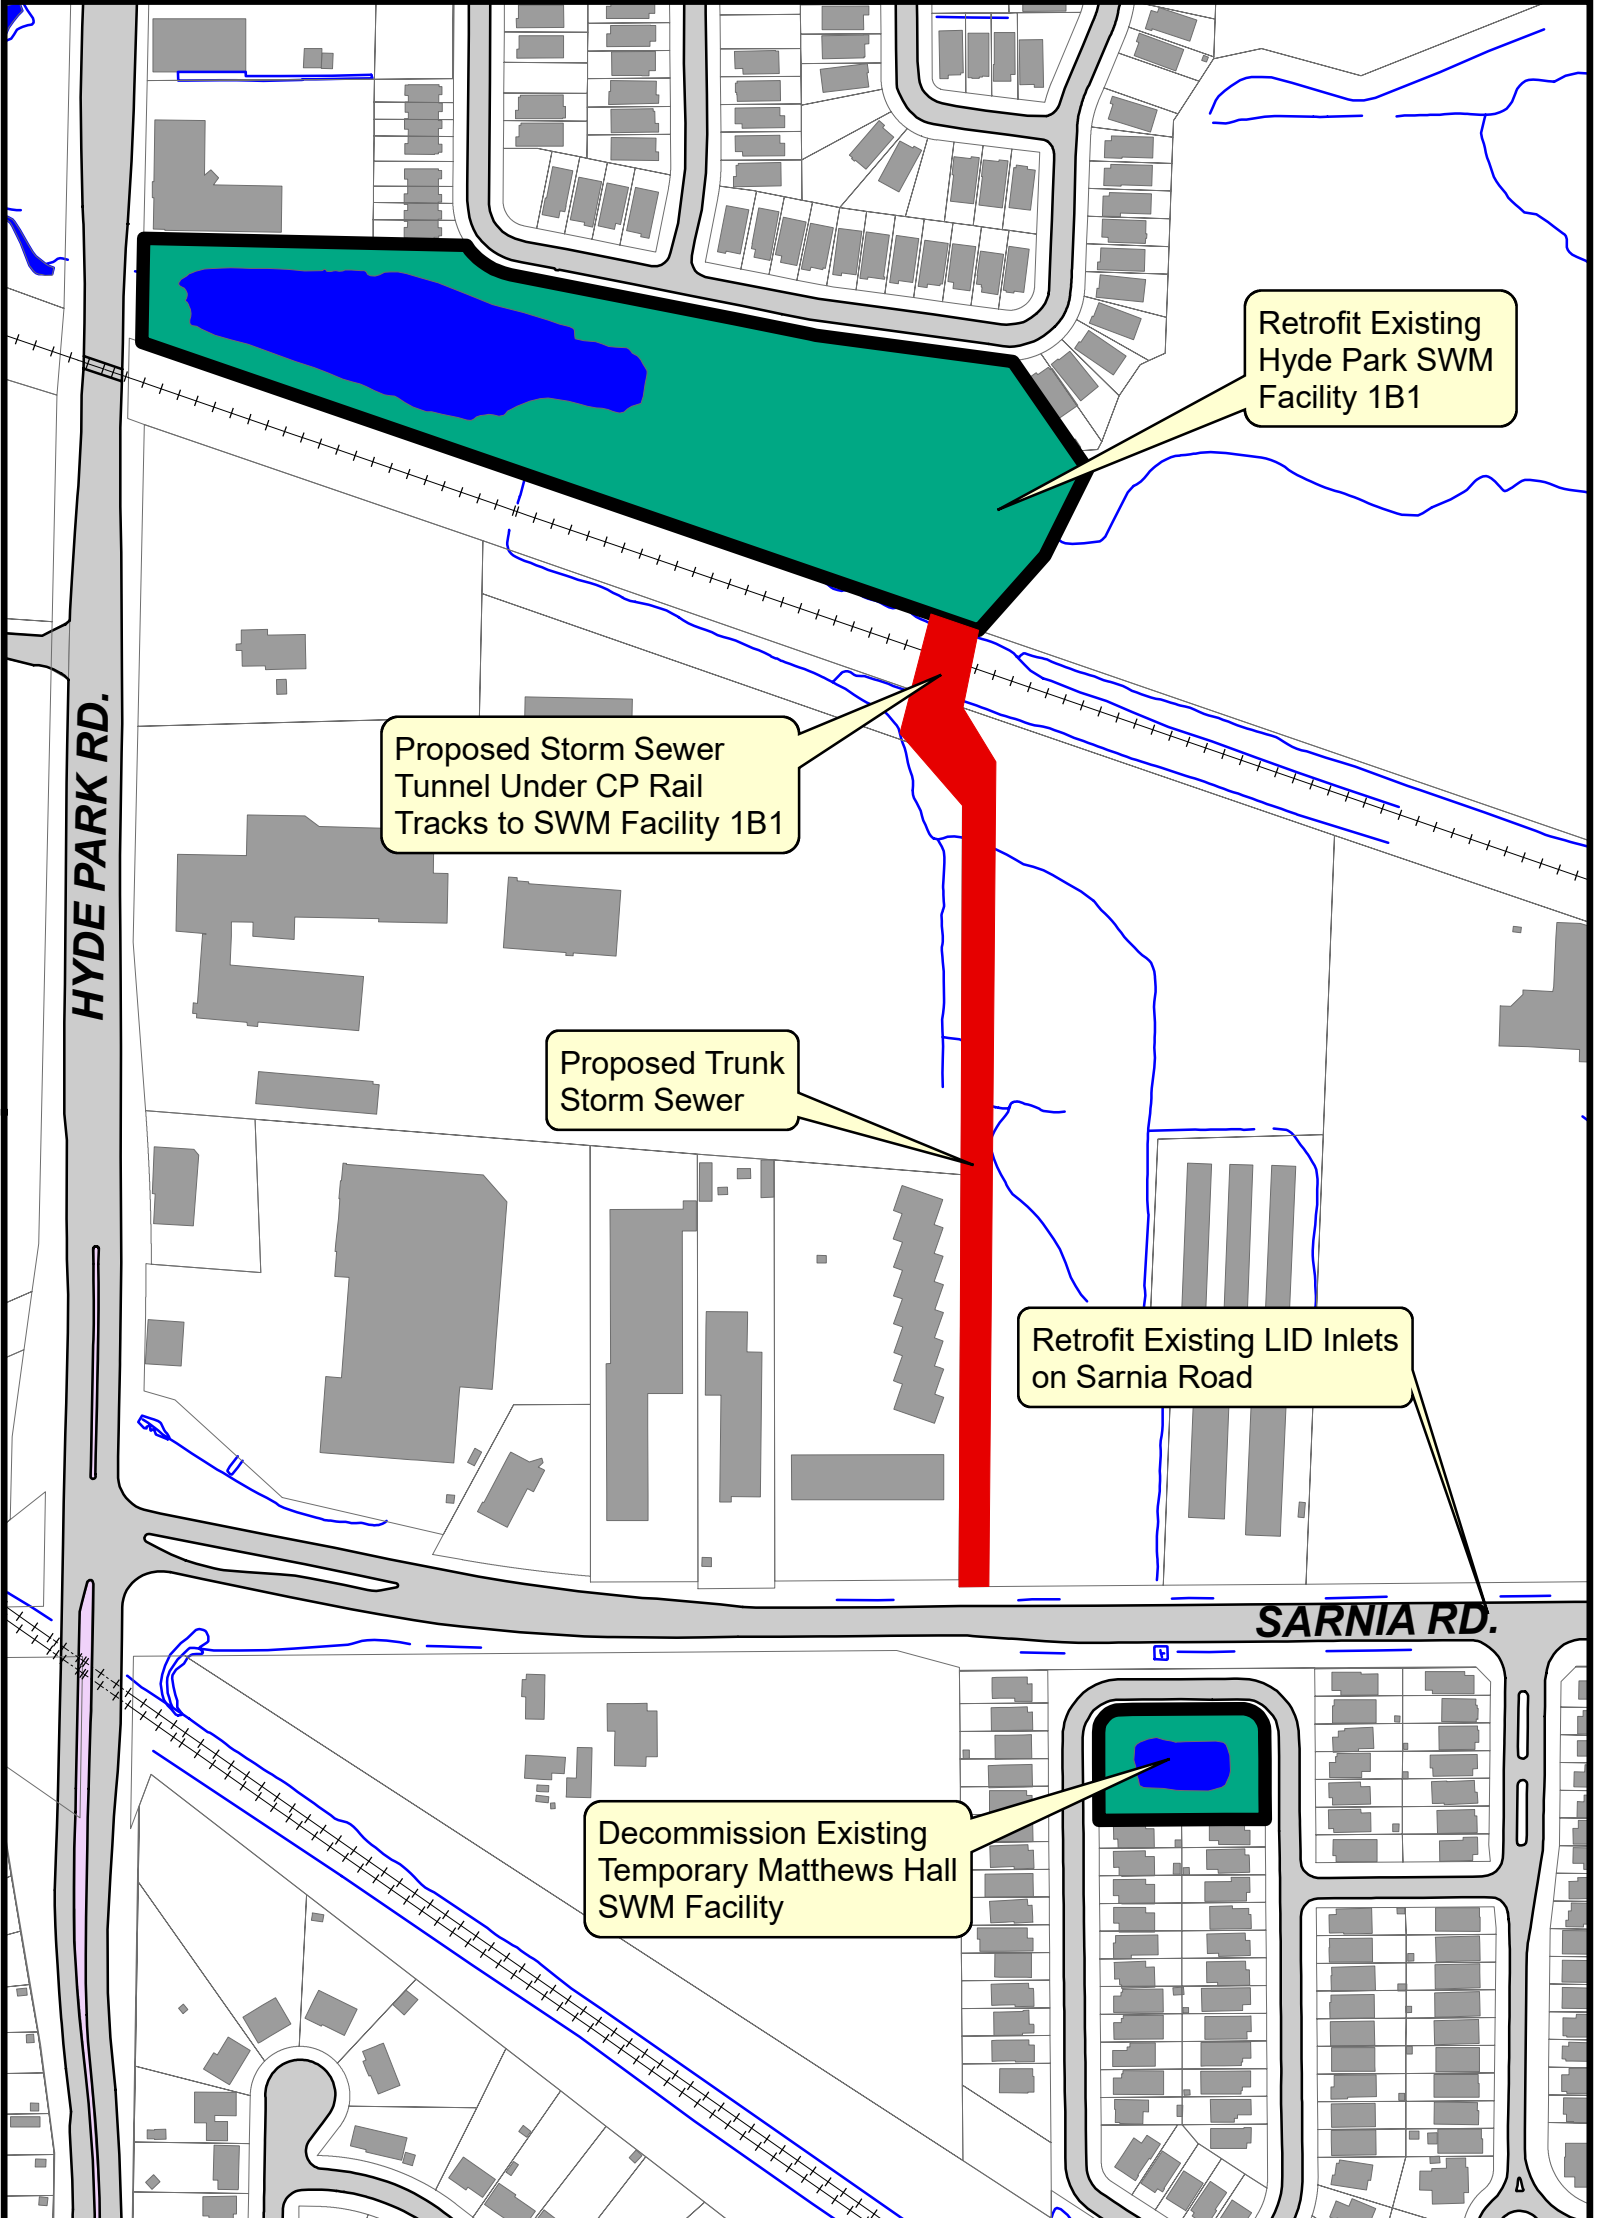 Retrofit Existing
Hyde Park SWM
Facility 1B1
Proposed Storm Sewer
Tunnel Under CP Rail
Tracks to SWM Facility 1B1
HYDE PARK RD.
Proposed Trunk
Storm Sewer
Retrofit Existing LID Inlets
on Sarnia Road
SARNIA RD.
Decommission Existing
Temporary Matthews Hall
SWM Facility